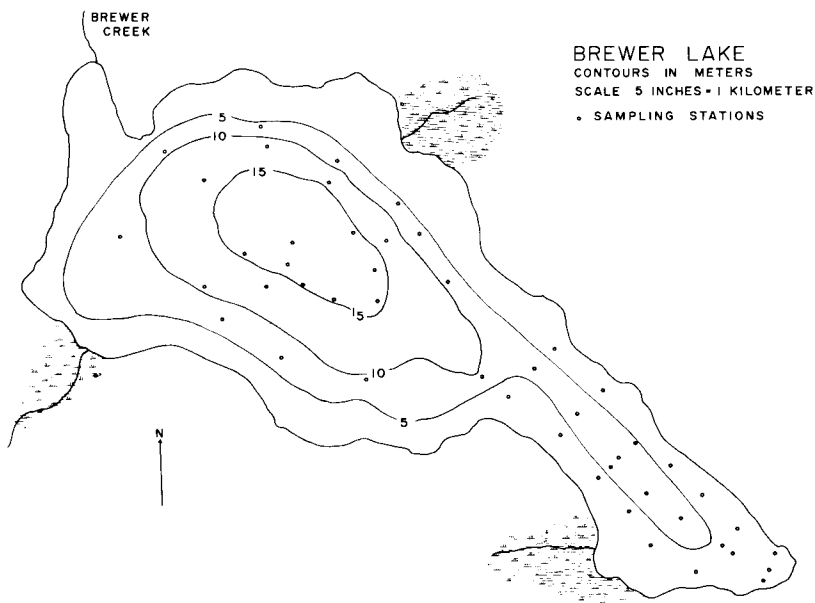 BREWER
CREEK
BREWER LAKE
CONTOURS IN METERS
SCALE 5 INCHES = 1 KILOMETER
• SAMPLING STATIONS
5
10
15
15
10
5
N